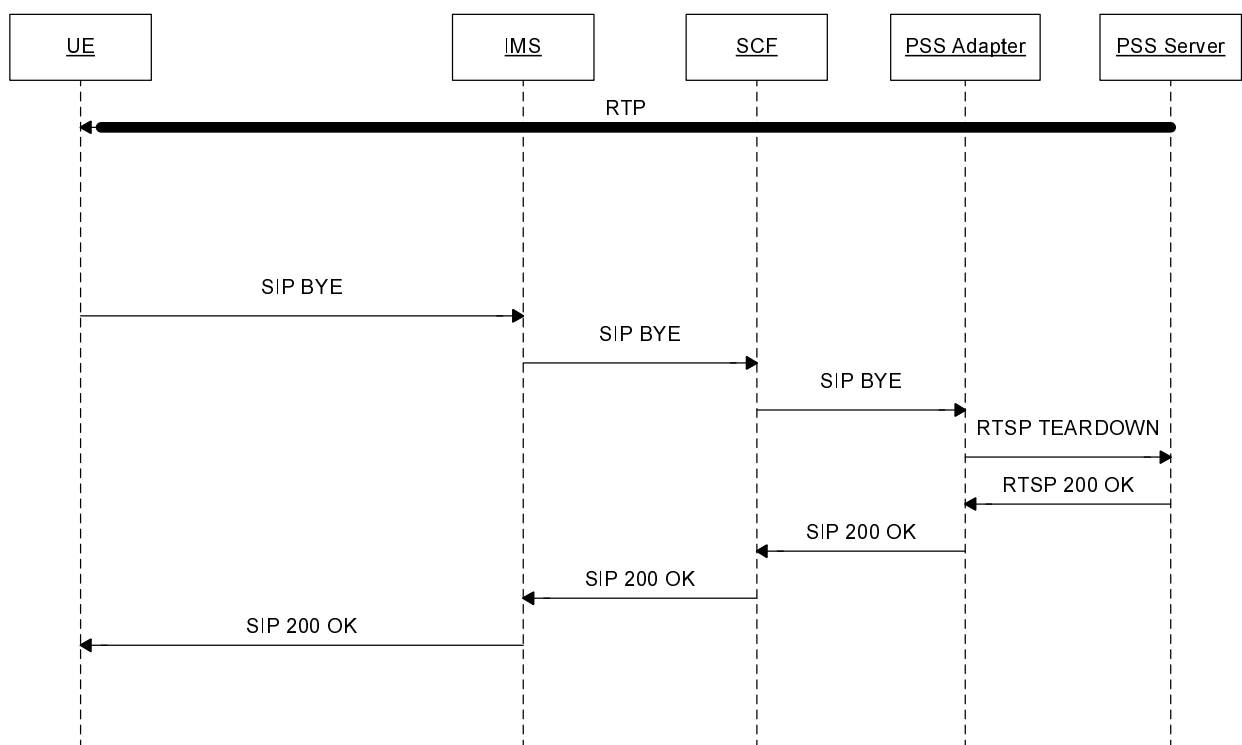 UE
IMS
SCF
PSS Adapter
PSS Server
RTP
SIP BYE
SIP BYE
SIP BYE
RTSP TEARDOWN
RTSP 200 OK
SIP 200 OK
SIP 200 OK
SIP 200 OK